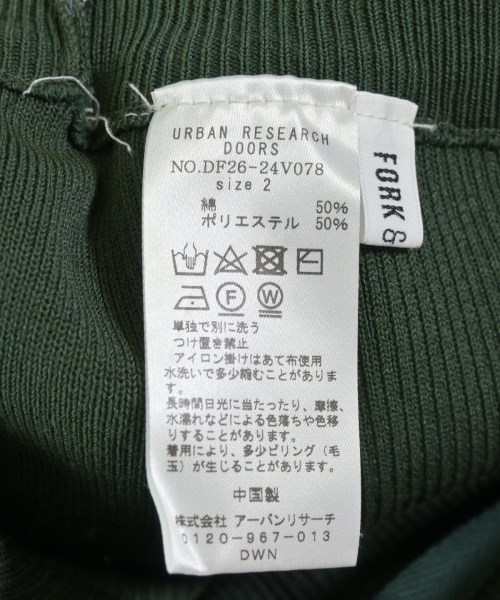 URBAN RESEARCH
DOORS
NO.DF26-24V078
size 2
綿 50%
ポリエステル 50%
F W
単独で別に洗う
つけ置き禁止
アイロン掛けはあて布使用
水洗いで多少縮むことがありま
す。
長時間日光に当たったり、摩擦、
水濡れなどによる色落ちや色移
りすることがあります。
着用により、多少ピリング（毛
玉）が生じることがあります。
中国製
株式会社 アーバンリサーチ
0120-967-013
DWN
FORK &